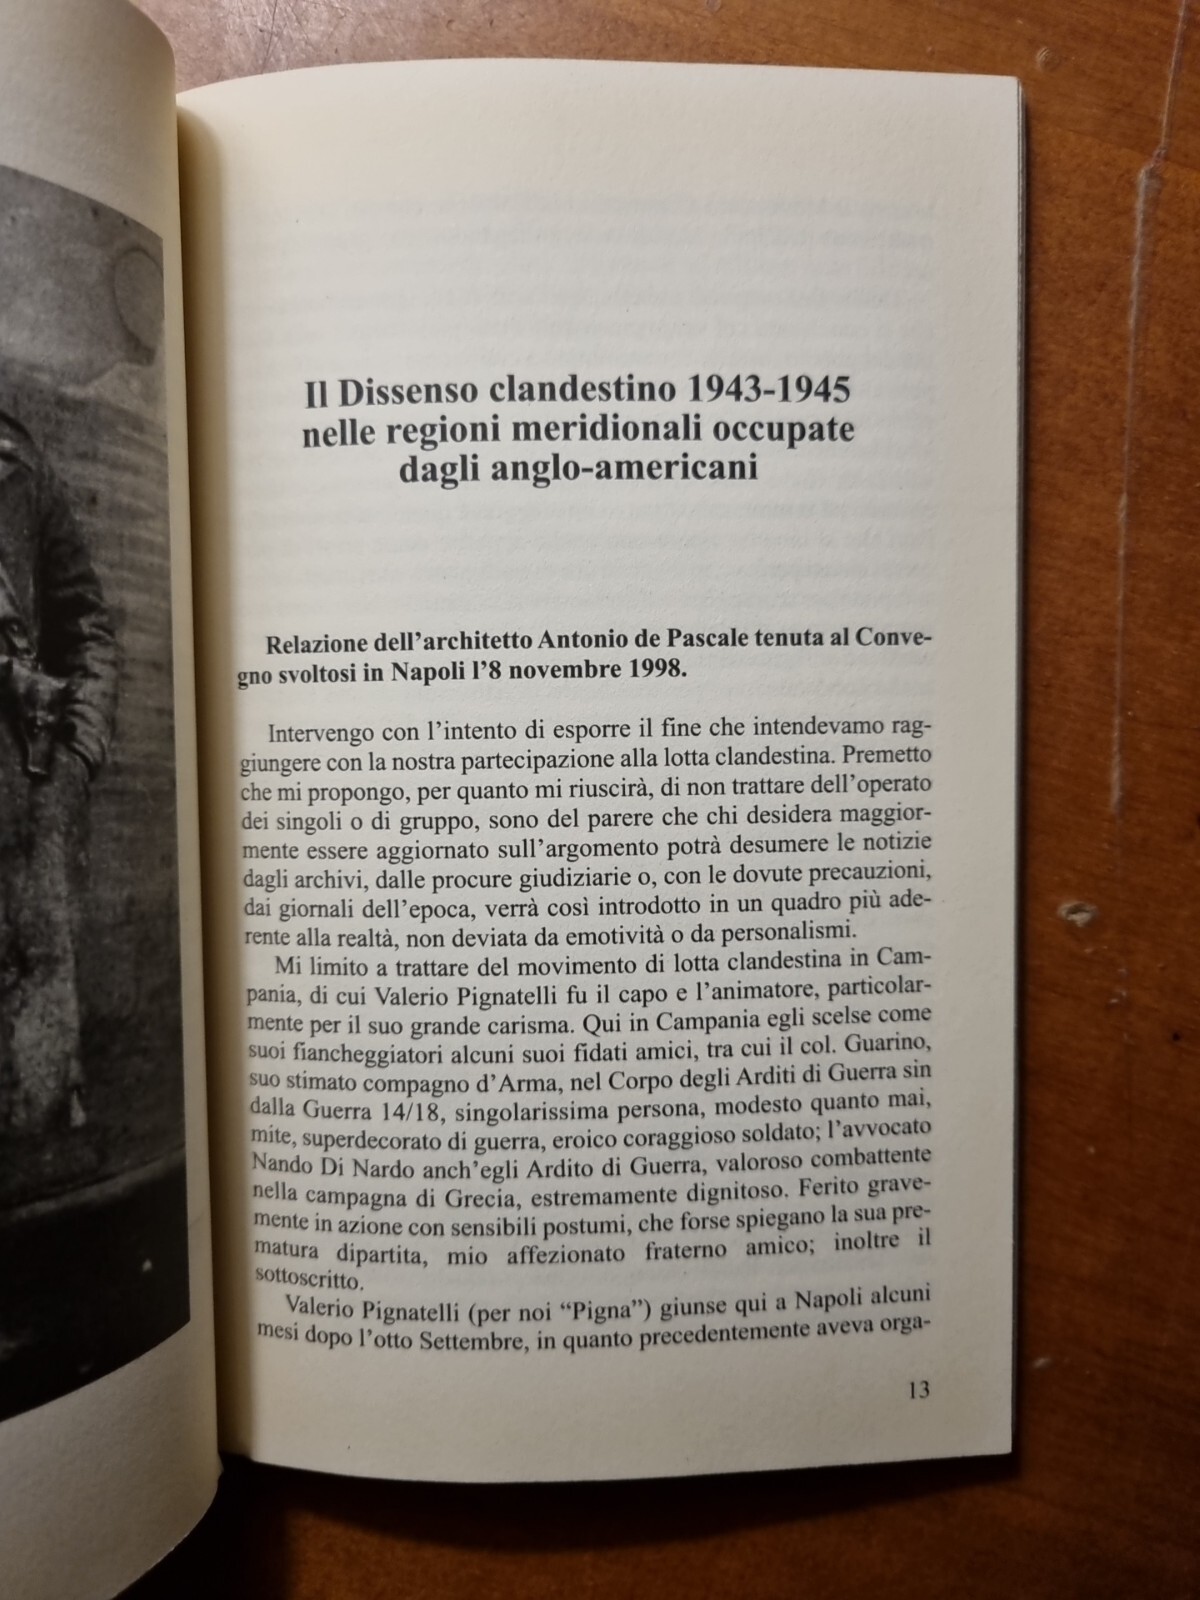 Il Dissenso clandestino 1943-1945
nelle regioni meridionali occupate
dagli anglo-americani
Relazione dell'architetto Antonio de Pascale tenuta al Conve-
gno svoltosi in Napoli l'8 novembre 1998.
Intervengo con l'intento di esporre il fine che intendevamo rag-
giungere con la nostra partecipazione alla lotta clandestina. Premetto
che mi propongo, per quanto mi riuscirà, di non trattare dell'operato
dei singoli o di gruppo, sono del parere che chi desidera maggior-
mente essere aggiornato sull'argomento potrà desumere le notizie
dagli archivi, dalle procure giudiziarie o, con le dovute precauzioni,
dai giornali dell'epoca, verrà così introdotto in un quadro più ade-
rente alla realtà, non deviata da emotività o da personalismi.
Mi limito a trattare del movimento di lotta clandestina in Cam-
pania, di cui Valerio Pignatelli fu il capo e l'animatore, particolar-
mente per il suo grande carisma. Qui in Campania egli scelse come
suoi fiancheggiatori alcuni suoi fidati amici, tra cui il col. Guarino,
suo stimato compagno d'Arma, nel Corpo degli Arditi di Guerra sin
dalla Guerra 14/18, singolarissima persona, modesto quanto mai,
mite, superdecorato di guerra, eroico coraggioso soldato; l'avvocato
Nando Di Nardo anch'egli Ardito di Guerra, valoroso combattente
nella campagna di Grecia, estremamente dignitoso. Ferito grave-
mente in azione con sensibili postumi, che forse spiegano la sua pre-
matura dipartita, mio affezionato fraterno amico; inoltre il
sottoscritto.
Valerio Pignatelli (per noi “Pigna”) giunse qui a Napoli alcuni
mesi dopo l'otto Settembre, in quanto precedentemente aveva orga-
13